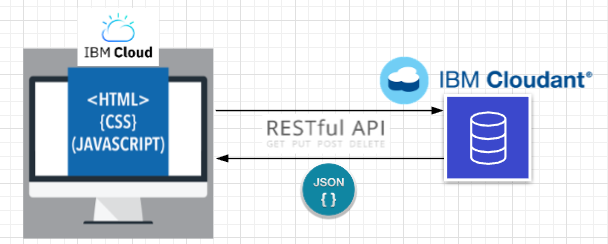 IBM Cloud
<HTML>
{CSS}
(JAVASCRIPT)
RESTful API
GET PUT POST DELETE
JSON
{ }
IBM Cloudant®